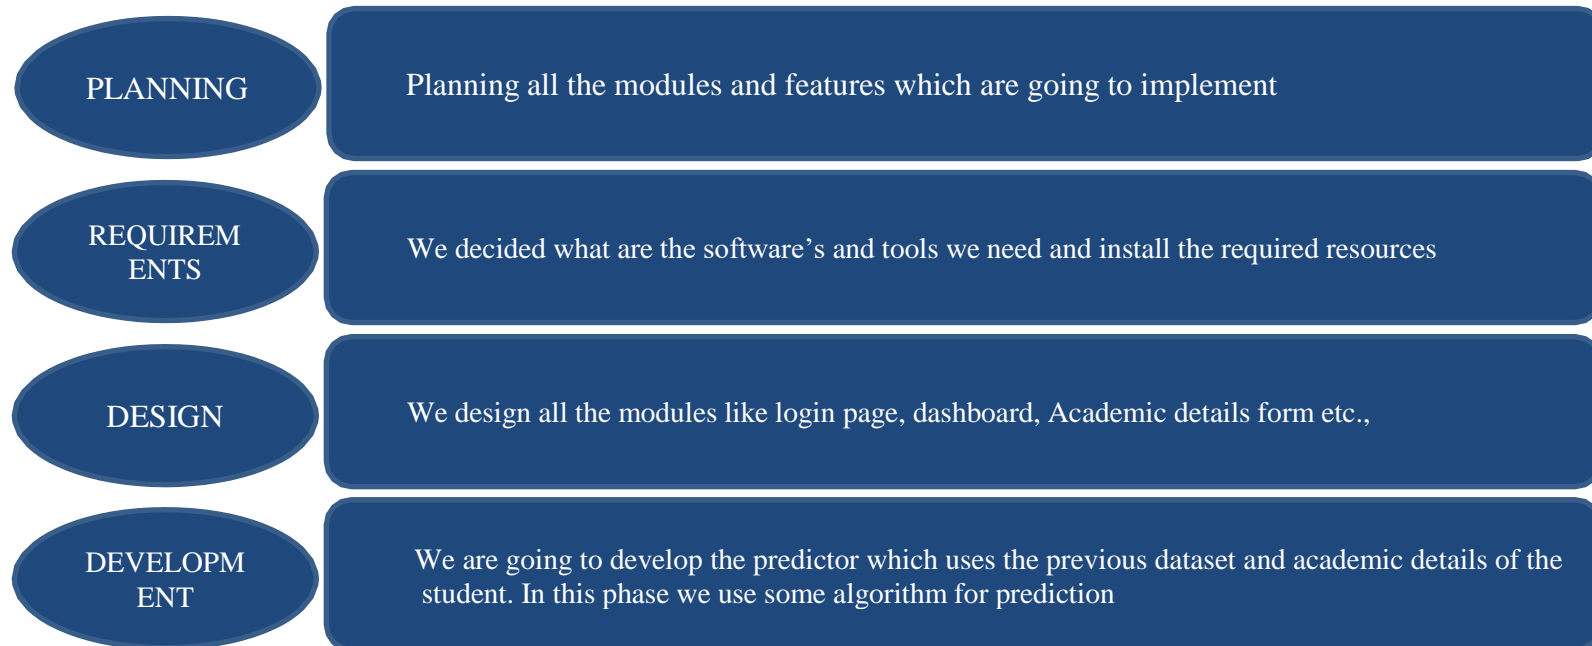 PLANNING
Planning all the modules and features which are going to implement
REQUIREM
ENTS
We decided what are the software’s and tools we need and install the required resources
DESIGN
We design all the modules like login page, dashboard, Academic details form etc.,
DEVELOPM
ENT
We are going to develop the predictor which uses the previous dataset and academic details of the
student. In this phase we use some algorithm for prediction